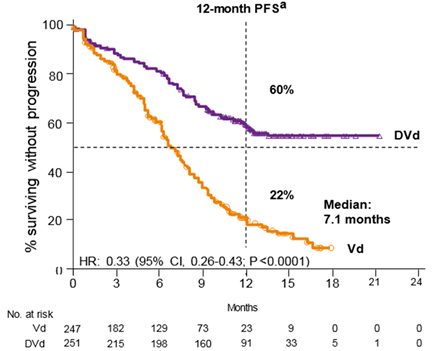 12-month PFSa
% surviving without progression
100
80
60
40
20
0
60%
DVd
22%
Median:
7.1 months
Vd
HR: 0.33 (95% CI, 0.26-0.43; P<0.0001)
0 3 6 9 12 15 18 21 24
Months
No. at risk
Vd 247 182 129 73 23 9 0 0 0
DVd 251 215 198 160 91 33 5 1 0